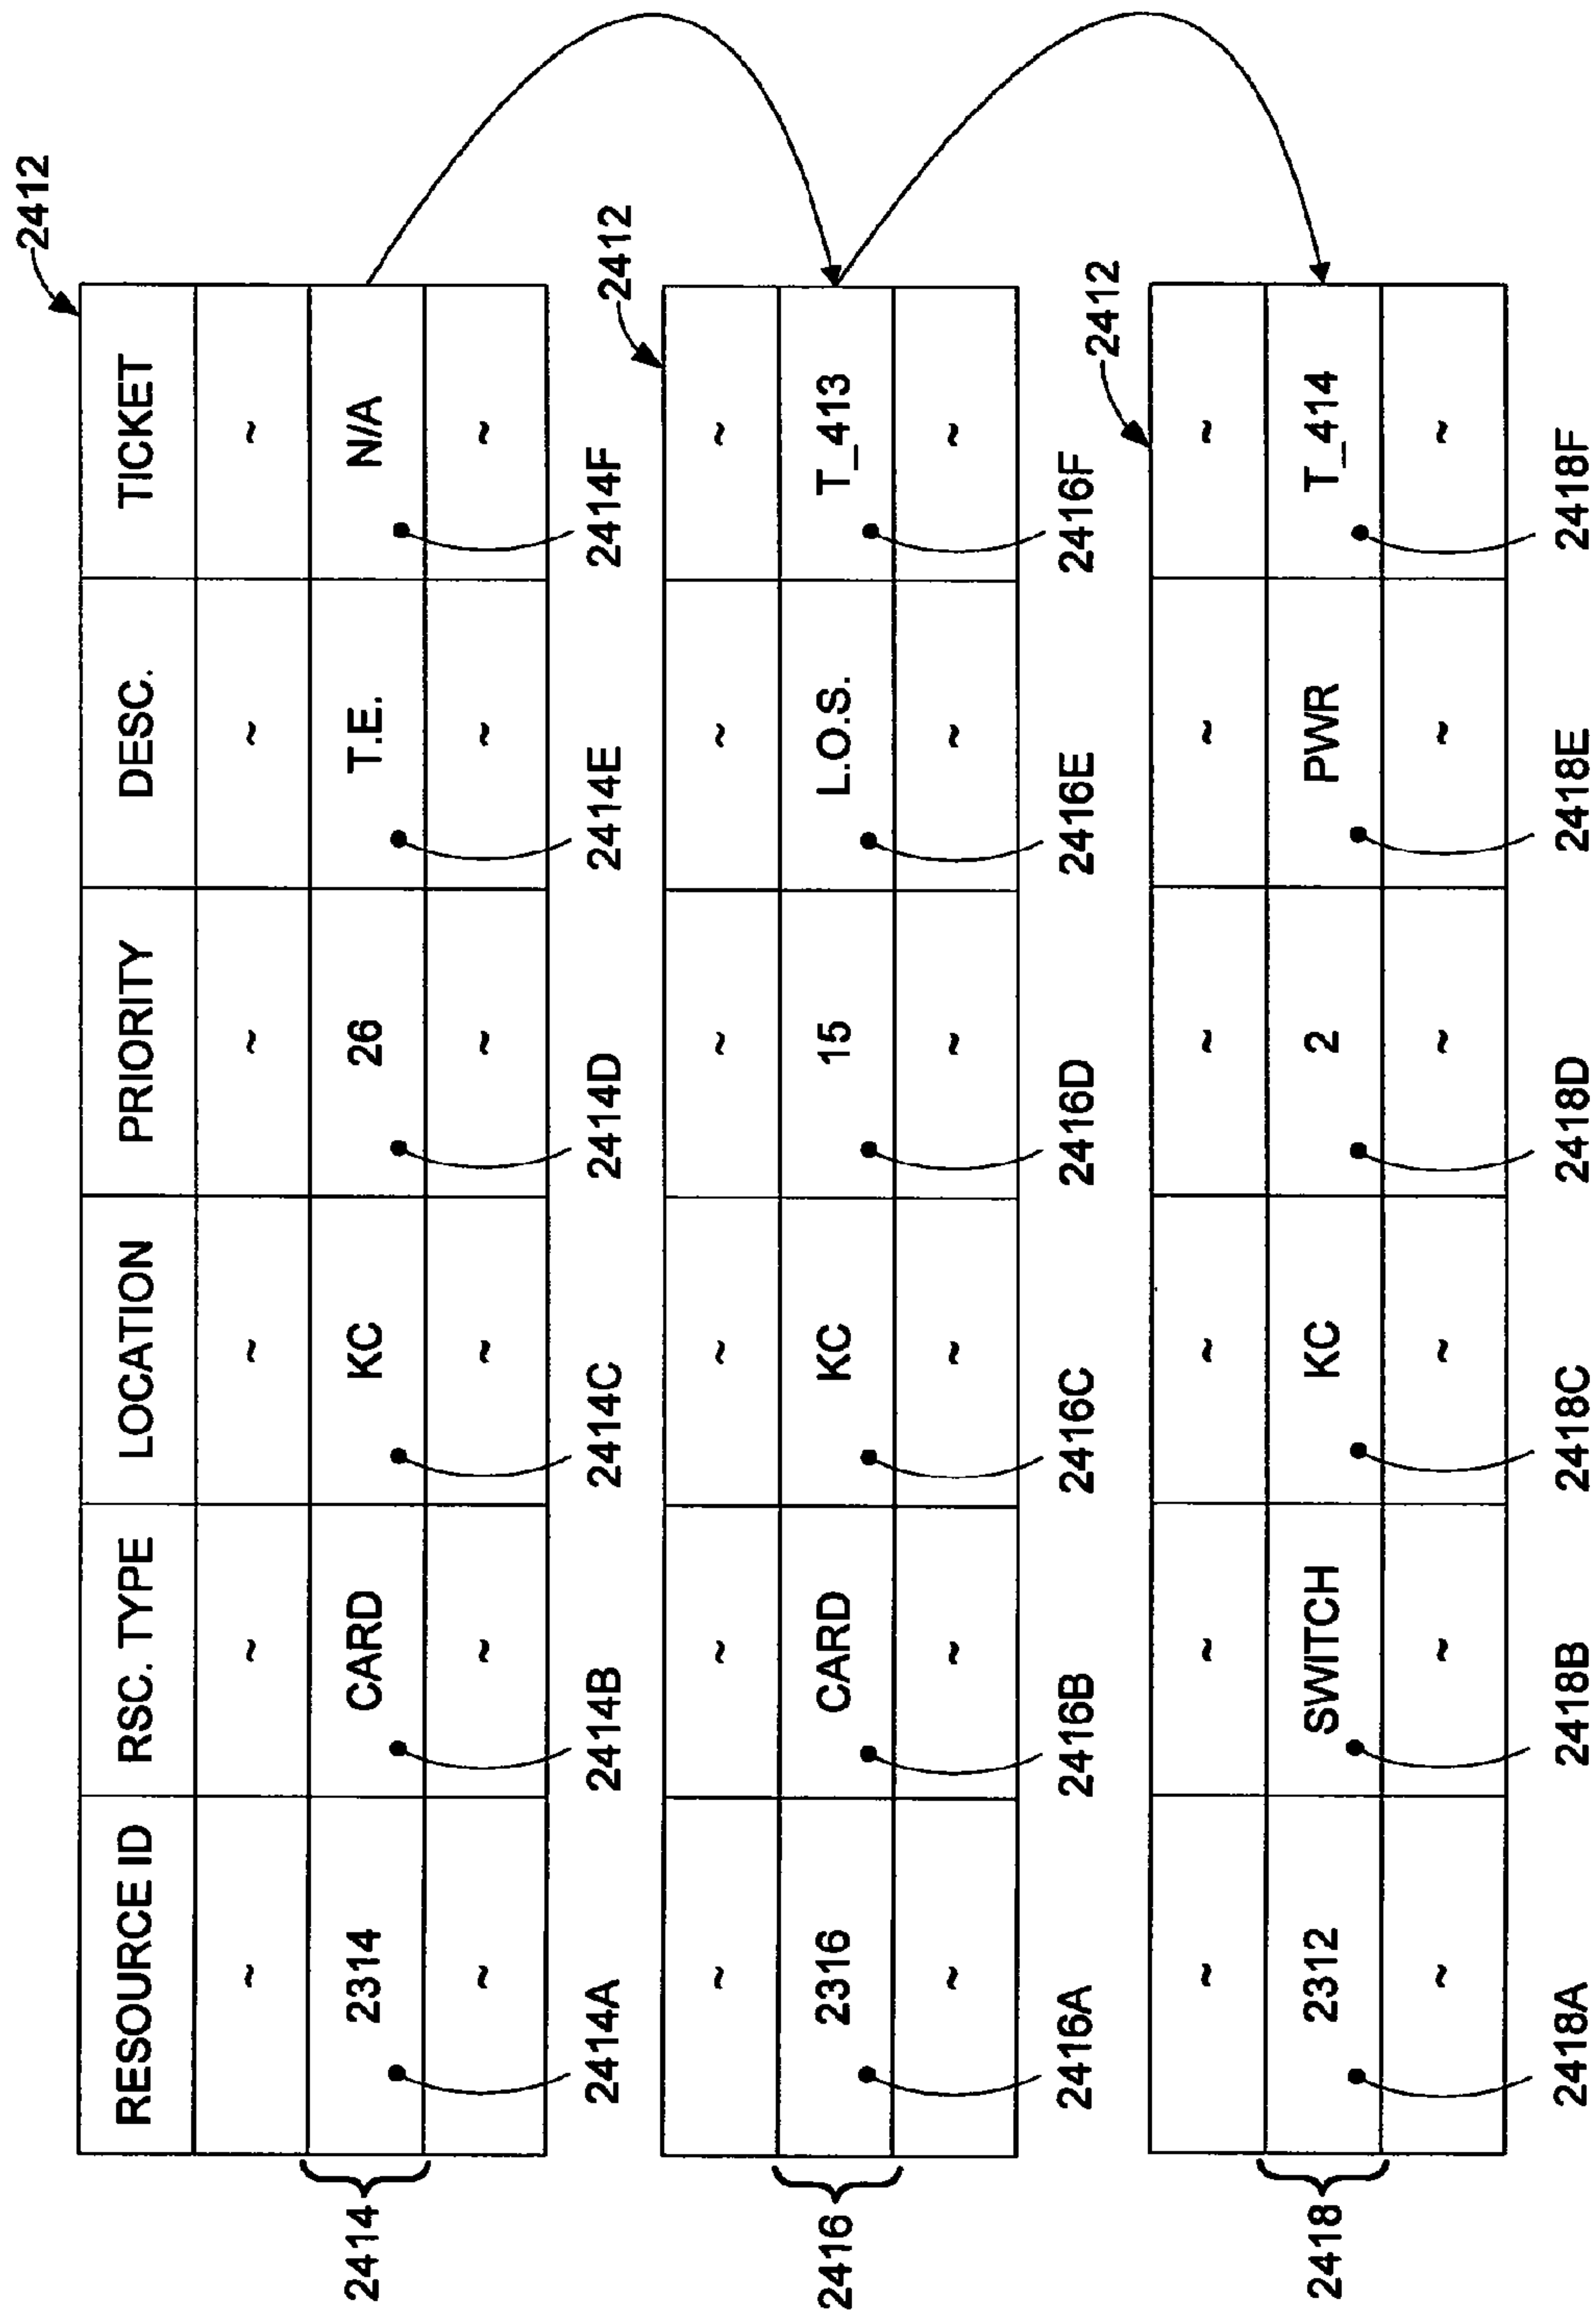 2412
RESOURCE ID RSC. TYPE LOCATION PRIORITY DESC. TICKET
~ ~ ~ ~ ~ ~
2414 2314 CARD KC 26 T.E. N/A
~ ~ ~ ~ ~ ~
2414A 2414B 2414C 2414D 2414E 2414F
2412
~ ~ ~ ~ ~ ~
2416 2316 CARD KC 15 L.O.S. T_413
~ ~ ~ ~ ~ ~
2416A 2416B 2416C 2416D 2416E 2416F
2412
~ ~ ~ ~ ~ ~
2418 2312 SWITCH KC 2 PWR T_414
~ ~ ~ ~ ~ ~
2418A 2418B 2418C 2418D 2418E 2418F